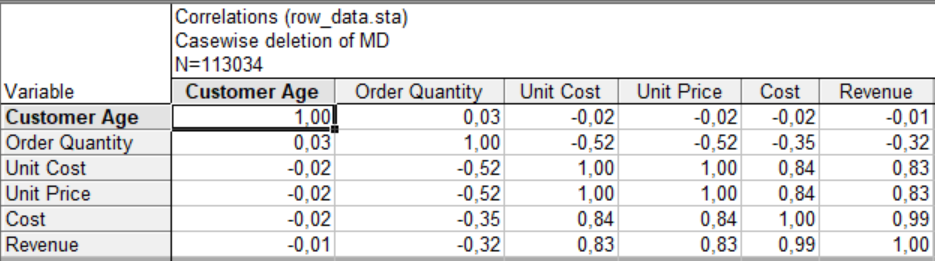 Correlations (row_data.sta)
Casewise deletion of MD
N=113034
Variable Customer Age Order Quantity Unit Cost Unit Price Cost Revenue
Customer Age 1,00 0,03 -0,02 -0,02 -0,02 -0,01
Order Quantity 0,03 1,00 -0,52 -0,52 -0,35 -0,32
Unit Cost -0,02 -0,52 1,00 1,00 0,84 0,83
Unit Price -0,02 -0,52 1,00 1,00 0,84 0,83
Cost -0,02 -0,35 0,84 0,84 1,00 0,99
Revenue -0,01 -0,32 0,83 0,83 0,99 1,00